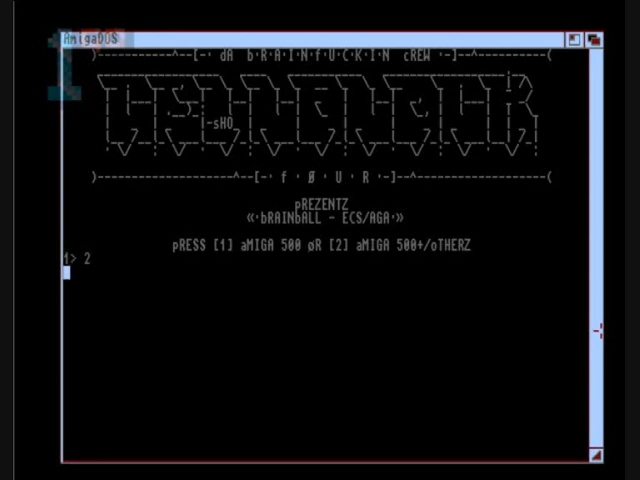 AmigaDOS
)-----------^--[-· dA b·R·A·I·N·f·U·C·K·I·N cREW ·-]--^-----------(
-sHO
)--------------------^--[-· f · Ø · U · R ·-]-^--------------------(
pREZENTZ
«·bRAINbALL - ECS/AGA·»
pRESS [1] aMIGA 500 øR [2] aMIGA 500+/oTHERZ
1> 2